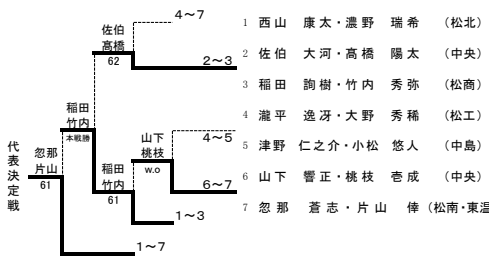 佐伯
高橋
62
4～7
2～3
稲田
竹内
本戦勝
代表決定戦
忽那
片山
61
山下
桃枝
w.o
4～5
6～7
稲田
竹内
61
1～3
1～7
1 西山 康太・濃野 瑞希 (松北)
2 佐伯 大河・髙橋 陽太 (中央)
3 稲田 詢樹・竹内 秀弥 (松商)
4 瀧平 逸冴・大野 秀稀 (松工)
5 津野 仁之介・小松 悠人 (中島)
6 山下 響正・桃枝 壱成 (中央)
7 忽那 蒼志・片山 倖 (松南・東温